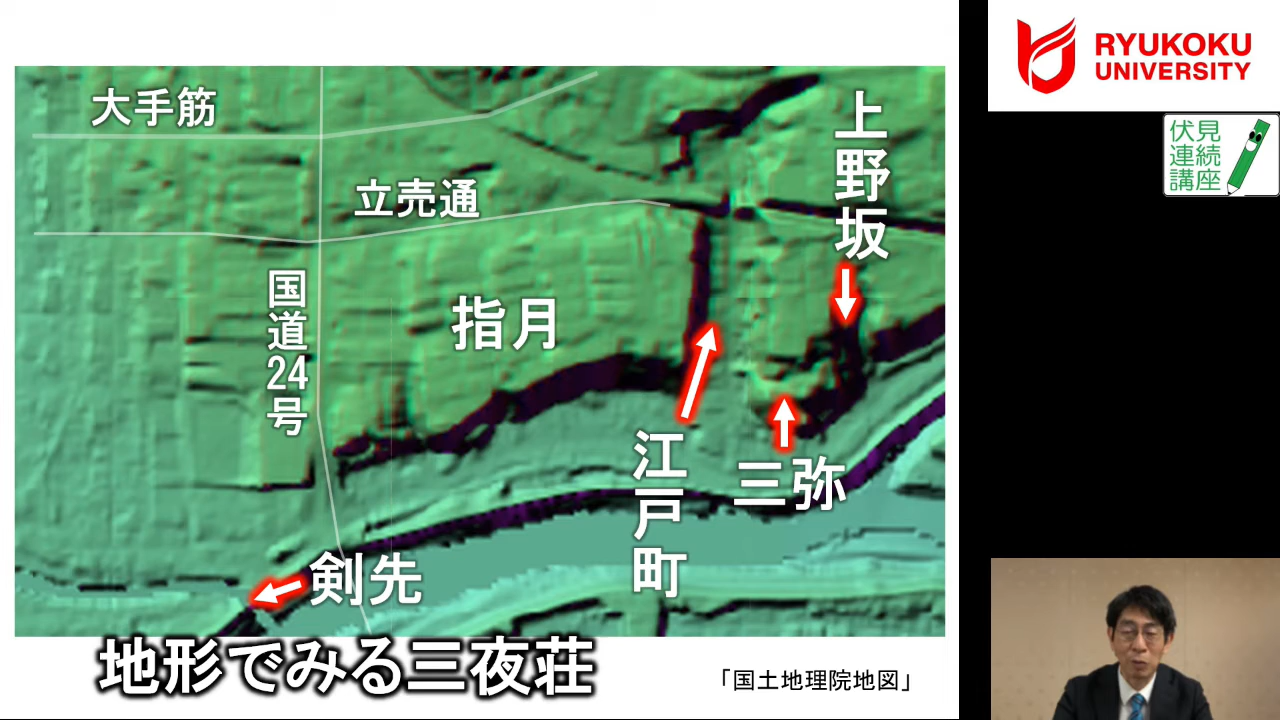 大手筋
上野坂
立売通
国道24号
指月
江戸町
三弥
剣先
地形でみる三夜荘
「国土地理院地図」
RYUKOKU
UNIVERSITY
伏見
連続
講座